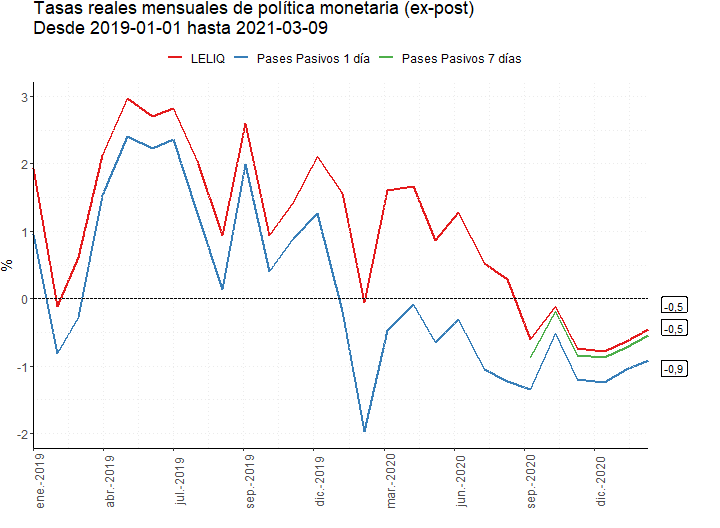 Tasas reales mensuales de política monetaria (ex-post)
Desde 2019-01-01 hasta 2021-03-09
LELIQ Pases Pasivos 1 día Pases Pasivos 7 días
%
3
2
1
0
-1
-2
-0,5
-0,5
-0,9
ene.-2019
abr.-2019
jul.-2019
sep.-2019
dic.-2019
mar.-2020
jun.-2020
sep.-2020
dic.-2020